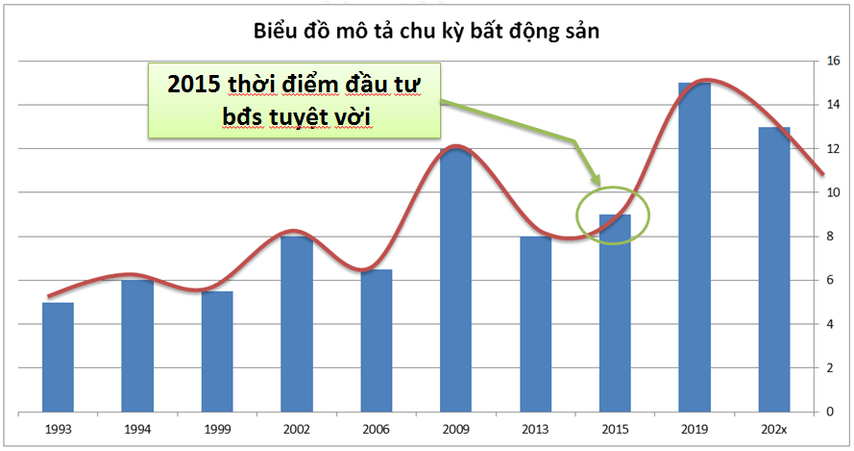 Biểu đồ mô tả chu kỳ bất động sản
2015 thời điểm đầu tư
bđs tuyệt vời
16
14
12
10
8
6
4
2
0
1993 1994 1999 2002 2006 2009 2013 2015 2019 202x